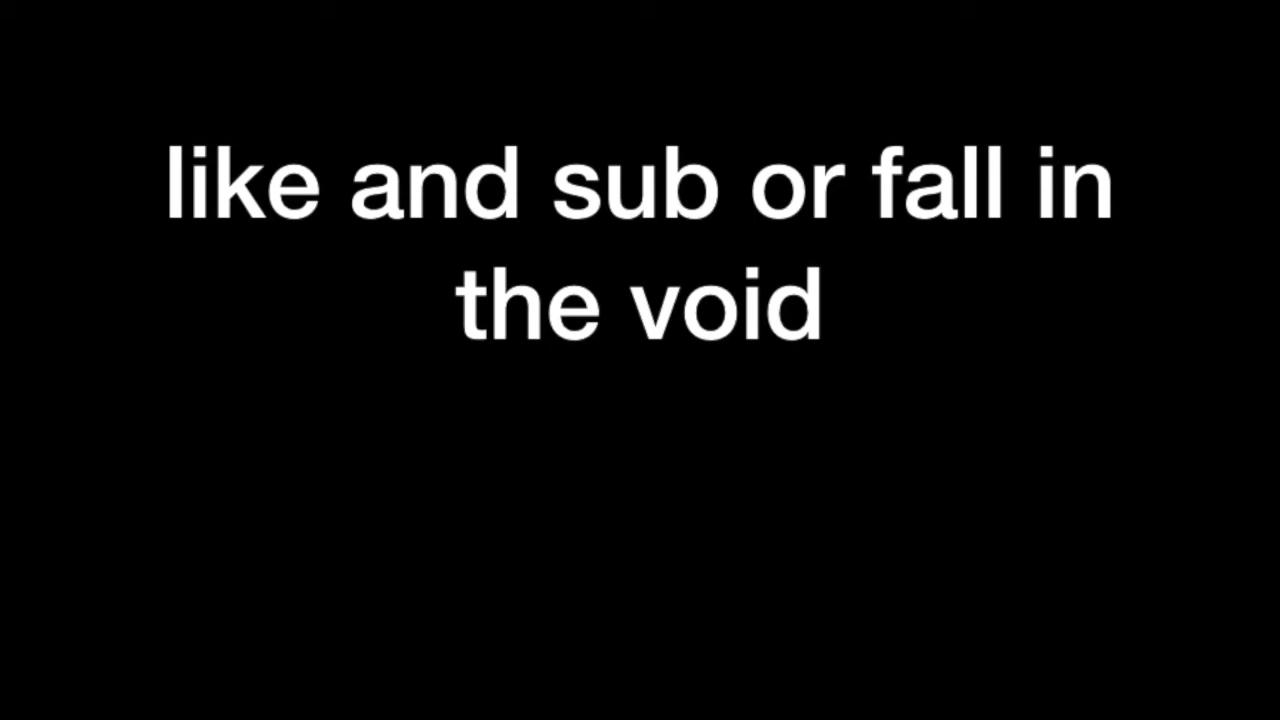 like and sub or fall in
the void